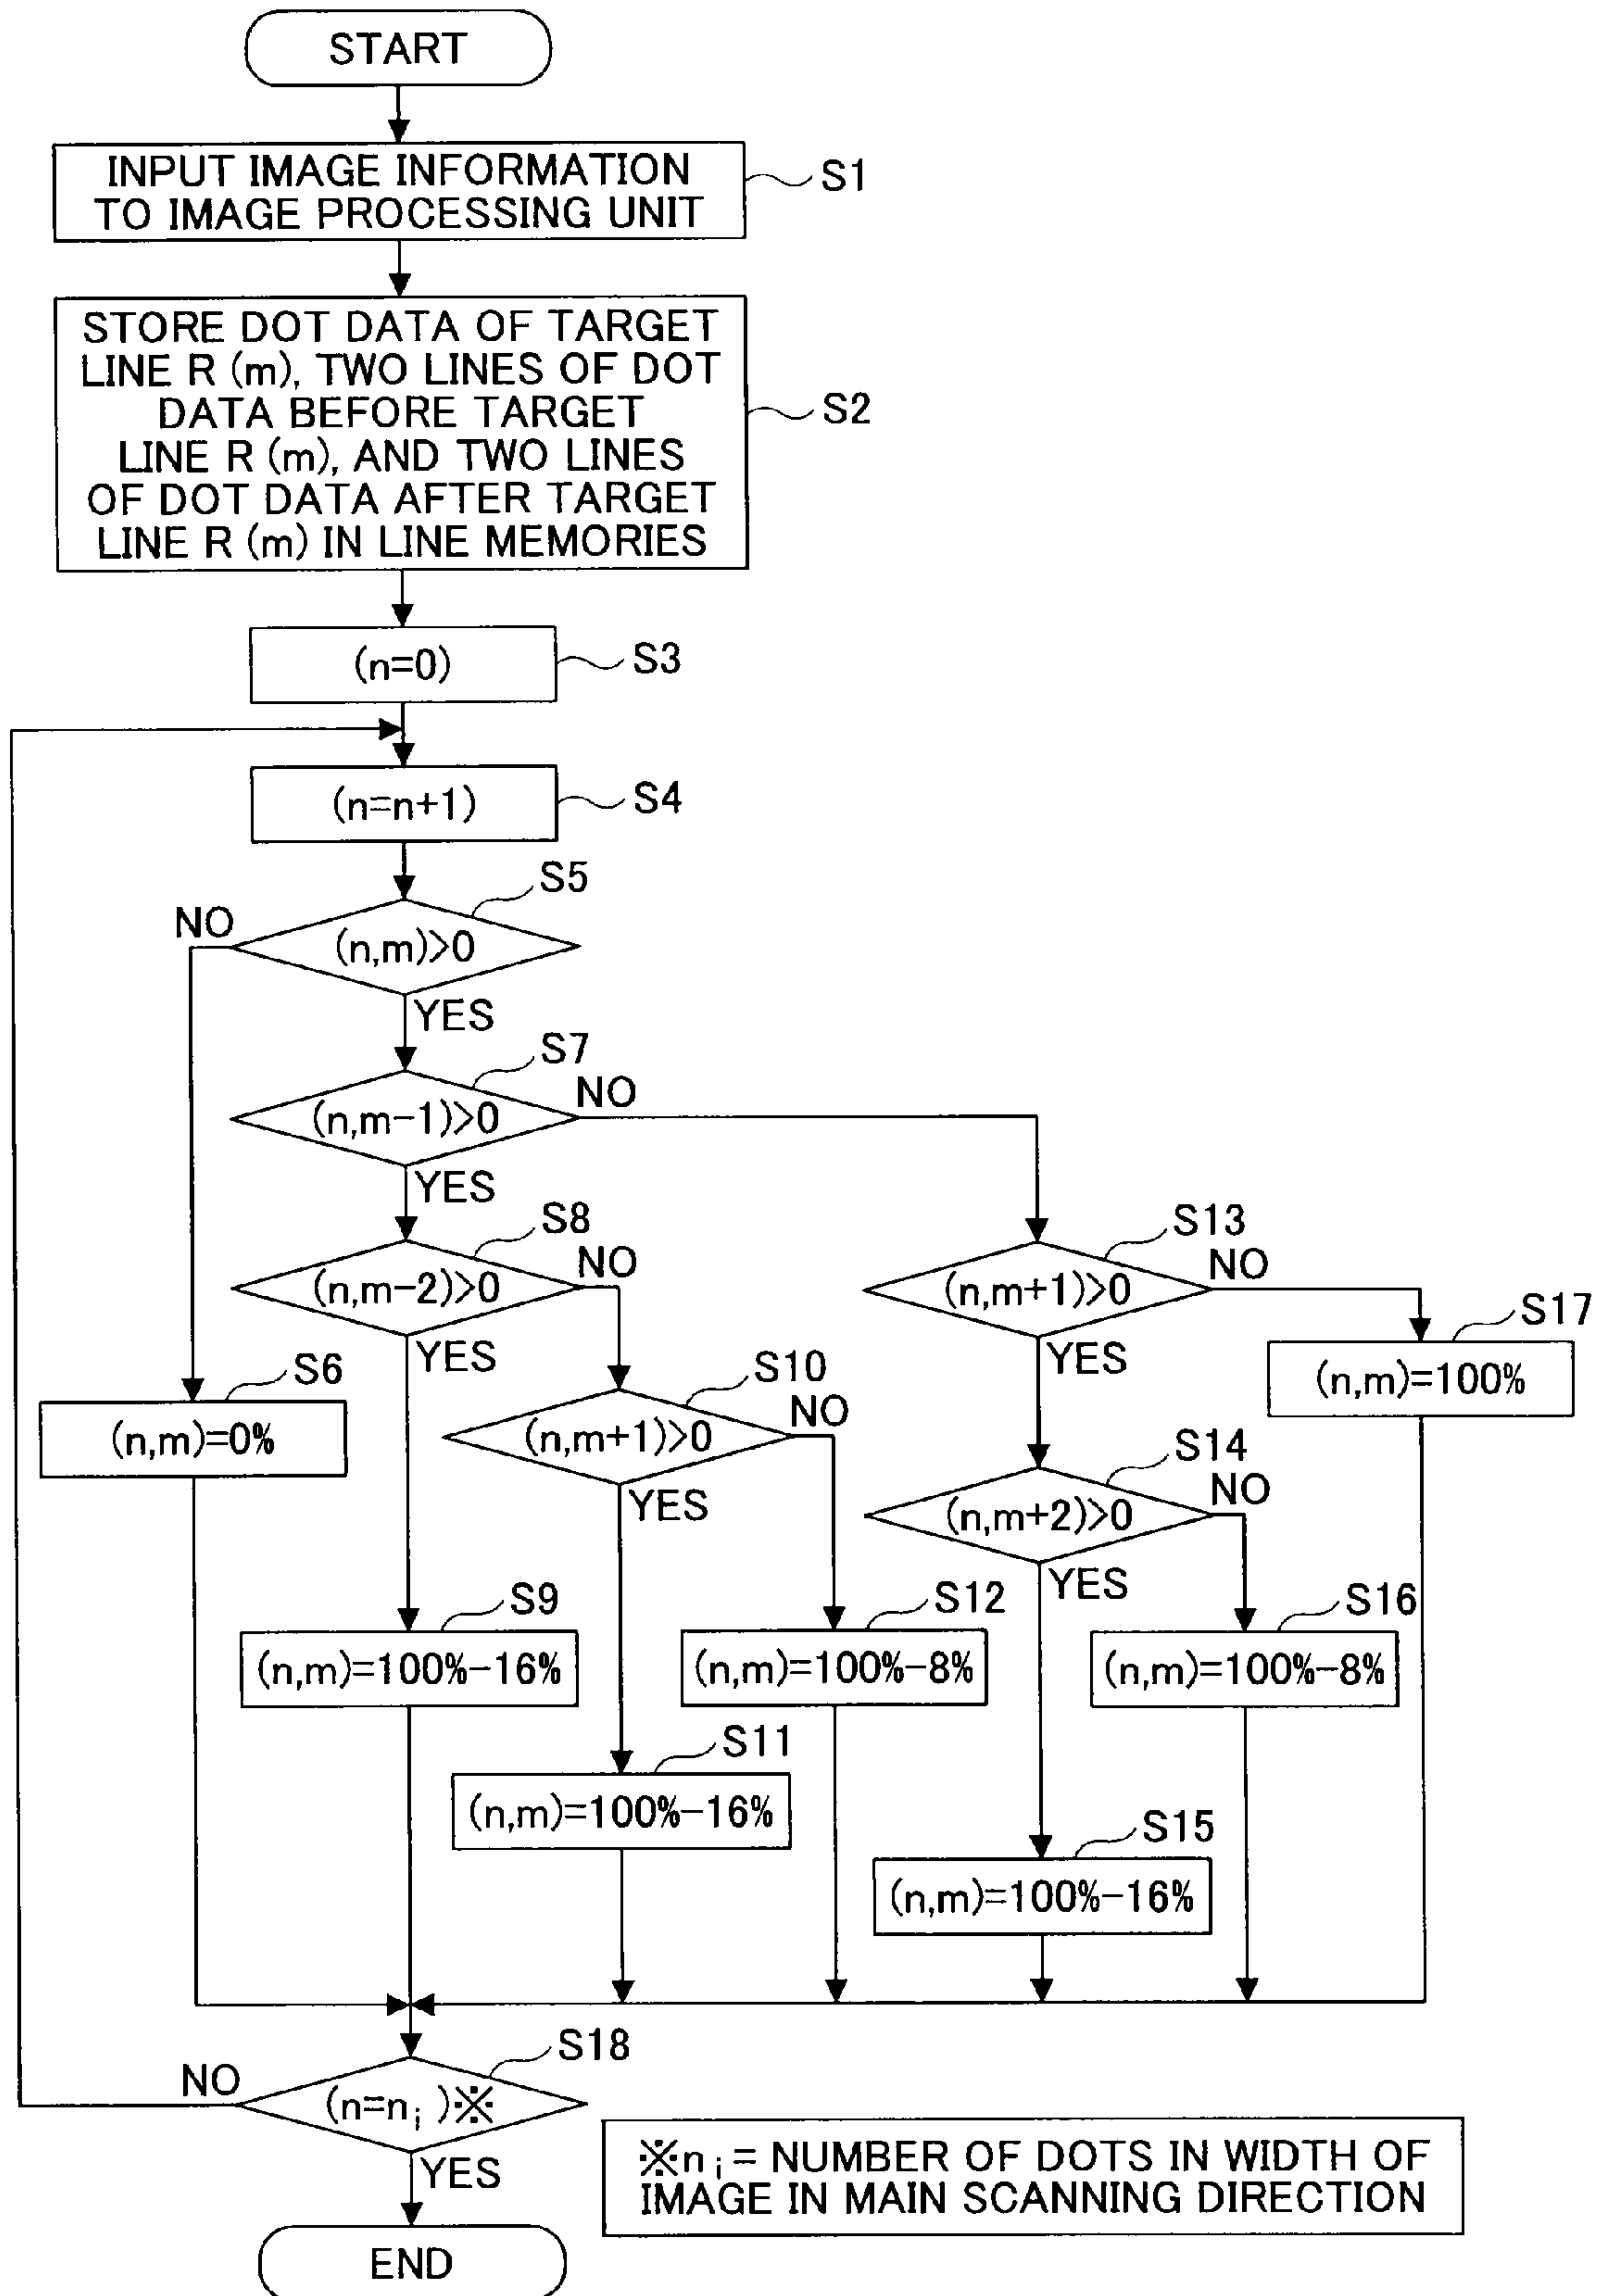 START
INPUT IMAGE INFORMATION
TO IMAGE PROCESSING UNIT
S1
STORE DOT DATA OF TARGET
LINE R (m), TWO LINES OF DOT
DATA BEFORE TARGET
LINE R (m), AND TWO LINES
OF DOT DATA AFTER TARGET
LINE R (m) IN LINE MEMORIES
S2
(n=0)
S3
(n=n+1)
S4
S5
NO
(n,m)>0
YES
S7
NO
(n,m-1)>0
YES
S8
NO
(n,m-2)>0
YES
S13
NO
(n,m+1)>0
YES
S17
(n,m)=100%
S6
(n,m)=0%
S10
NO
(n,m+1)>0
YES
S14
NO
(n,m+2)>0
YES
S9
(n,m)=100%-16%
S12
(n,m)=100%-8%
S16
(n,m)=100%-8%
S11
(n,m)=100%-16%
S15
(n,m)=100%-16%
S18
NO
(n=ni )※
YES
※ni = NUMBER OF DOTS IN WIDTH OF
IMAGE IN MAIN SCANNING DIRECTION
END